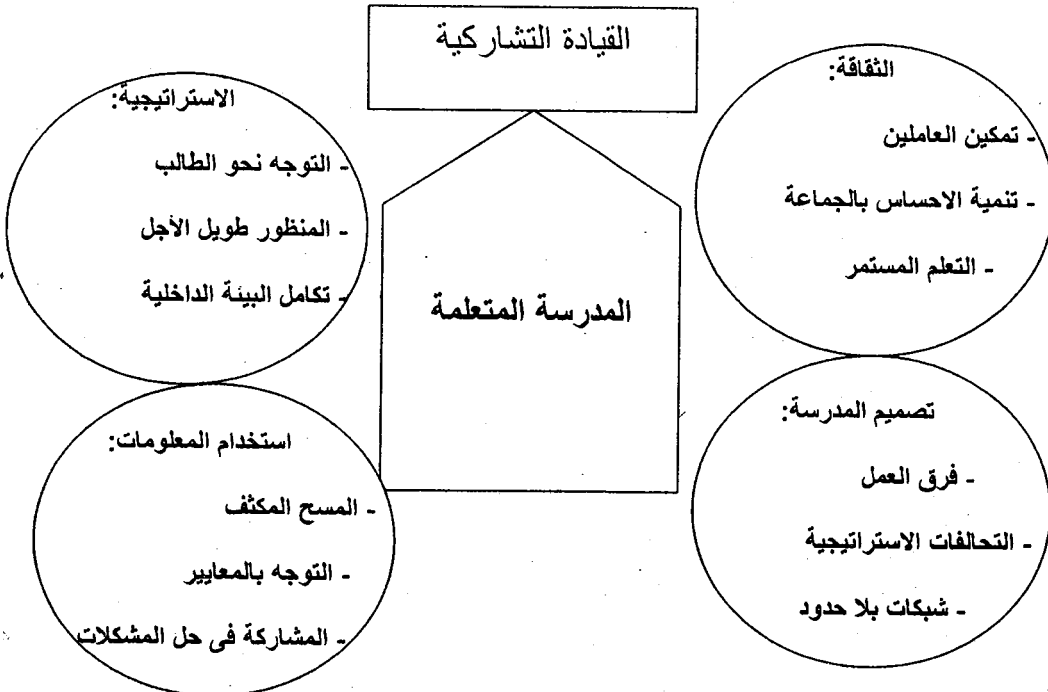 القيادة التشاركية
الثقافة:
- تمكين العاملين
- تنمية الاحساس بالجماعة
- التعلم المستمر
الاستراتيجية:
- التوجه نحو الطالب
- المنظور طويل الأجل
- تكامل البيئة الداخلية
المدرسة المتعلمة
تصميم المدرسة:
- فرق العمل
- التحالفات الاستراتيجية
- شبكات بلا حدود
استخدام المعلومات:
- المسح المكثف
- التوجه بالمعايير
- المشاركة فى حل المشكلات